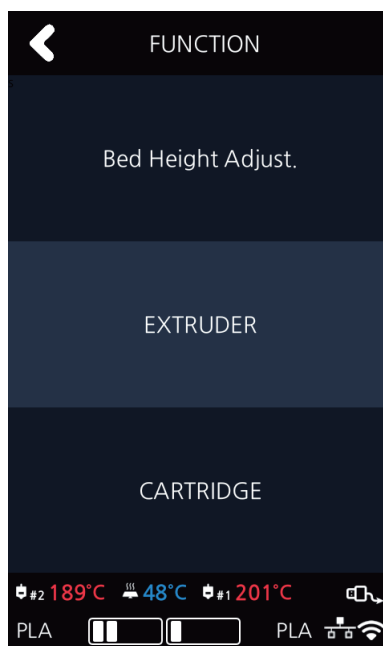 FUNCTION
Bed Height Adjust.
EXTRUDER
CARTRIDGE
#2 189°C 48°C #1 201°C
PLA PLA